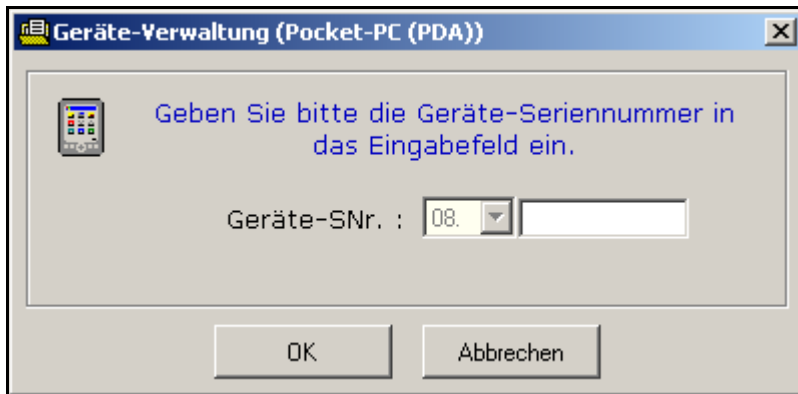 Geräte-Verwaltung (Pocket-PC (PDA))
Geben Sie bitte die Geräte-Seriennummer in
das Eingabefeld ein.
Geräte-SNr. : 08.
OK Abbrechen